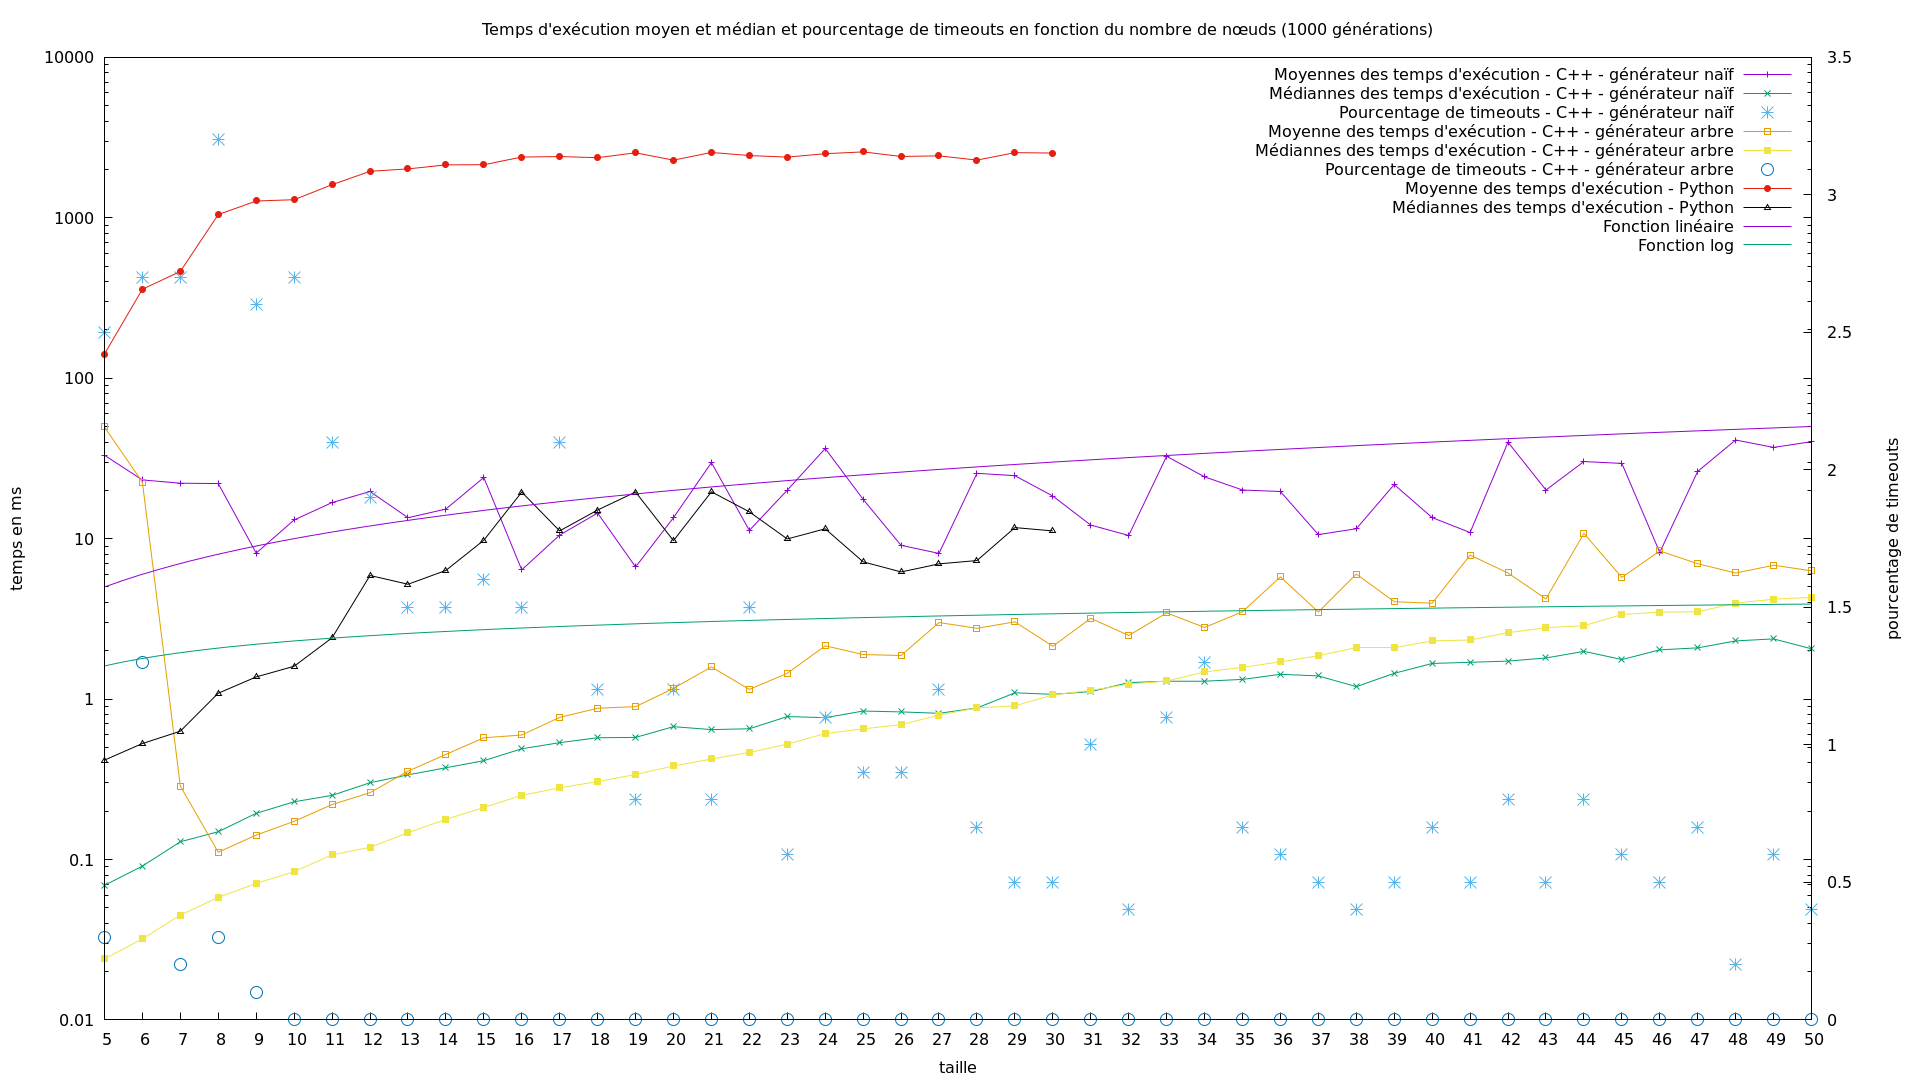 Temps d'exécution moyen et médian et pourcentage de timeouts en fonction du nombre de nœuds (1000 générations)
Moyennes des temps d'exécution - C++ - générateur naïf
Médiannes des temps d'exécution - C++ - générateur naïf
Pourcentage de timeouts - C++ - générateur naïf
Moyenne des temps d'exécution - C++ - générateur arbre
Médiannes des temps d'exécution - C++ - générateur arbre
Pourcentage de timeouts - C++ - générateur arbre
Moyenne des temps d'exécution - Python
Médiannes des temps d'exécution - Python
Fonction linéaire
Fonction log
temps en ms
10000
1000
100
10
1
0.1
0.01
3.5
3
2.5
2
1.5
1
0.5
0
pourcentage de timeouts
5 6 7 8 9 10 11 12 13 14 15 16 17 18 19 20 21 22 23 24 25 26 27 28 29 30 31 32 33 34 35 36 37 38 39 40 41 42 43 44 45 46 47 48 49 50
taille